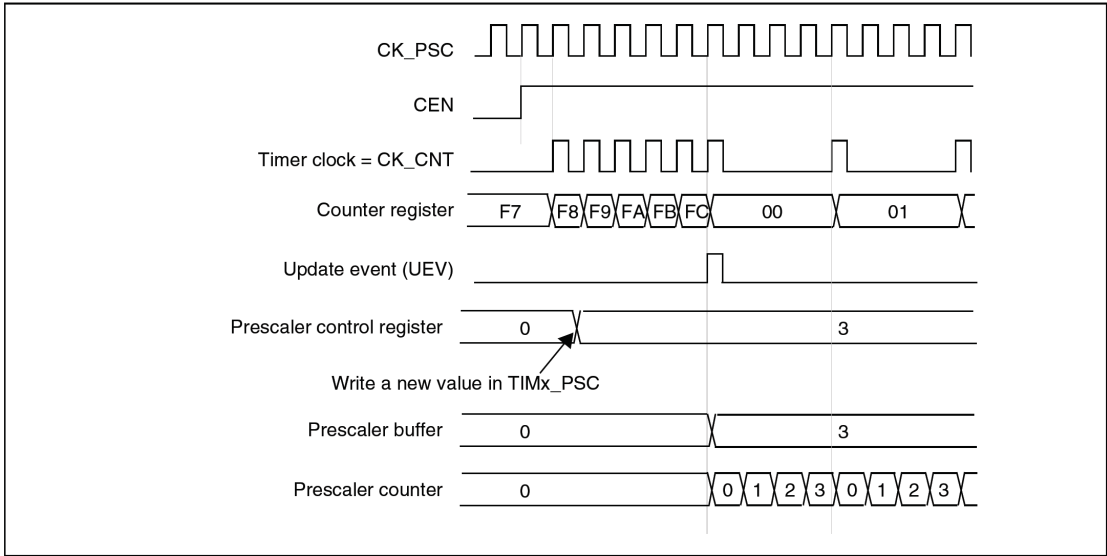 CK_PSC
CEN
Timer clock = CK_CNT
Counter register F7 F8 F9 FA FB FC 00 01
Update event (UEV)
Prescaler control register 0 3
Write a new value in TIMx_PSC
Prescaler buffer 0 3
Prescaler counter 0 0 1 2 3 0 1 2 3